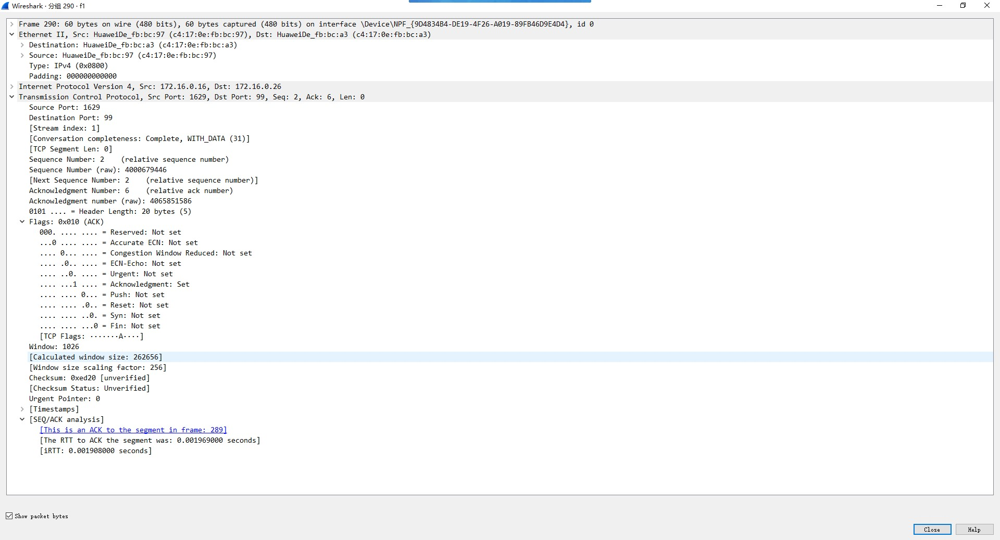 Wireshark · 分组 290 · f1
Frame 290: 60 bytes on wire (480 bits), 60 bytes captured (480 bits) on interface \Device\NPF_{9D4834B4-DE19-4F26-A019-89FB46D9E4D4}, id 0
Ethernet II, Src: HuaweiDe_fb:bc:97 (c4:17:0e:fb:bc:97), Dst: HuaweiDe_fb:bc:a3 (c4:17:0e:fb:bc:a3)
Destination: HuaweiDe_fb:bc:a3 (c4:17:0e:fb:bc:a3)
Source: HuaweiDe_fb:bc:97 (c4:17:0e:fb:bc:97)
Type: IPv4 (0x0800)
Padding: 000000000000
Internet Protocol Version 4, Src: 172.16.0.16, Dst: 172.16.0.26
Transmission Control Protocol, Src Port: 1629, Dst Port: 99, Seq: 2, Ack: 6, Len: 0
Source Port: 1629
Destination Port: 99
[Stream index: 1]
[Conversation completeness: Complete, WITH_DATA (31)]
[TCP Segment Len: 0]
Sequence Number: 2    (relative sequence number)
Sequence Number (raw): 4000679446
[Next Sequence Number: 2    (relative sequence number)]
Acknowledgment Number: 6    (relative ack number)
Acknowledgment number (raw): 4065851586
0101 .... = Header Length: 20 bytes (5)
Flags: 0x010 (ACK)
000. .... .... = Reserved: Not set
...0 .... .... = Accurate ECN: Not set
.... 0... .... = Congestion Window Reduced: Not set
.... .0.. .... = ECN-Echo: Not set
.... ..0. .... = Urgent: Not set
.... ...1 .... = Acknowledgment: Set
.... .... 0... = Push: Not set
.... .... .0.. = Reset: Not set
.... .... ..0. = Syn: Not set
.... .... ...0 = Fin: Not set
[TCP Flags: ·······A····]
Window: 1026
[Calculated window size: 262656]
[Window size scaling factor: 256]
Checksum: 0xed20 [unverified]
[Checksum Status: Unverified]
Urgent Pointer: 0
[Timestamps]
[SEQ/ACK analysis]
[This is an ACK to the segment in frame: 289]
[The RTT to ACK the segment was: 0.001969000 seconds]
[iRTT: 0.001908000 seconds]
Show packet bytes
Close Help